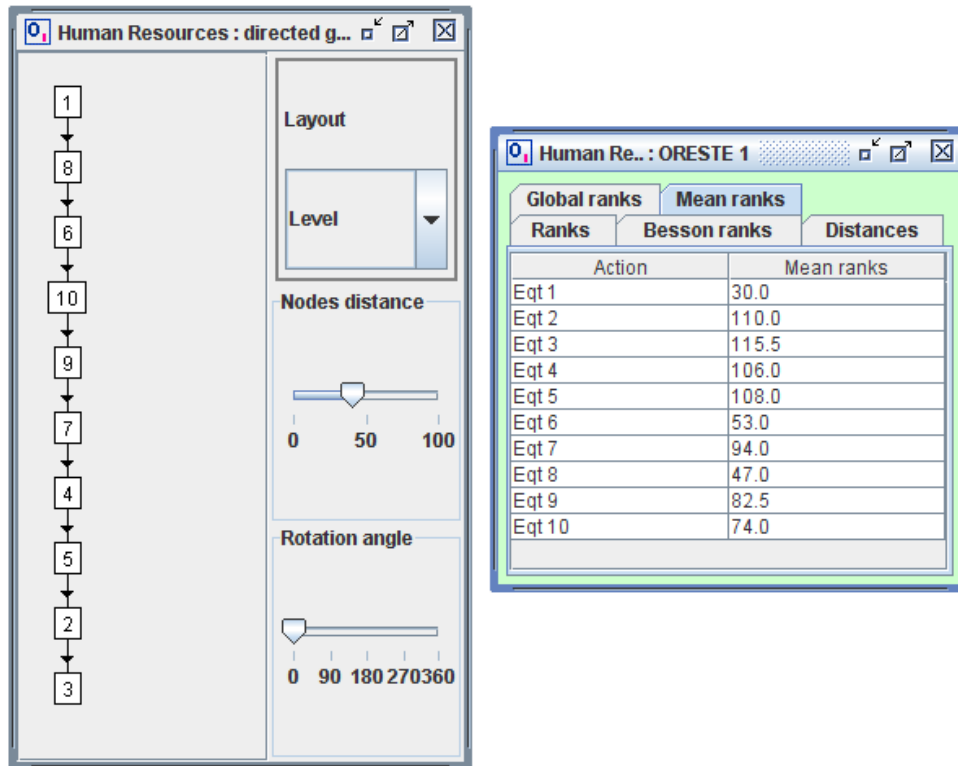 Human Resources : directed g...
1
8
6
10
9
7
4
5
2
3
Layout
Level
Nodes distance
0 50 100
Rotation angle
0 90 180 270 360
Human Re.. : ORESTE 1
Global ranks Mean ranks
Ranks Besson ranks Distances
Action Mean ranks
Eqt 1 30.0
Eqt 2 110.0
Eqt 3 115.5
Eqt 4 106.0
Eqt 5 108.0
Eqt 6 53.0
Eqt 7 94.0
Eqt 8 47.0
Eqt 9 82.5
Eqt 10 74.0